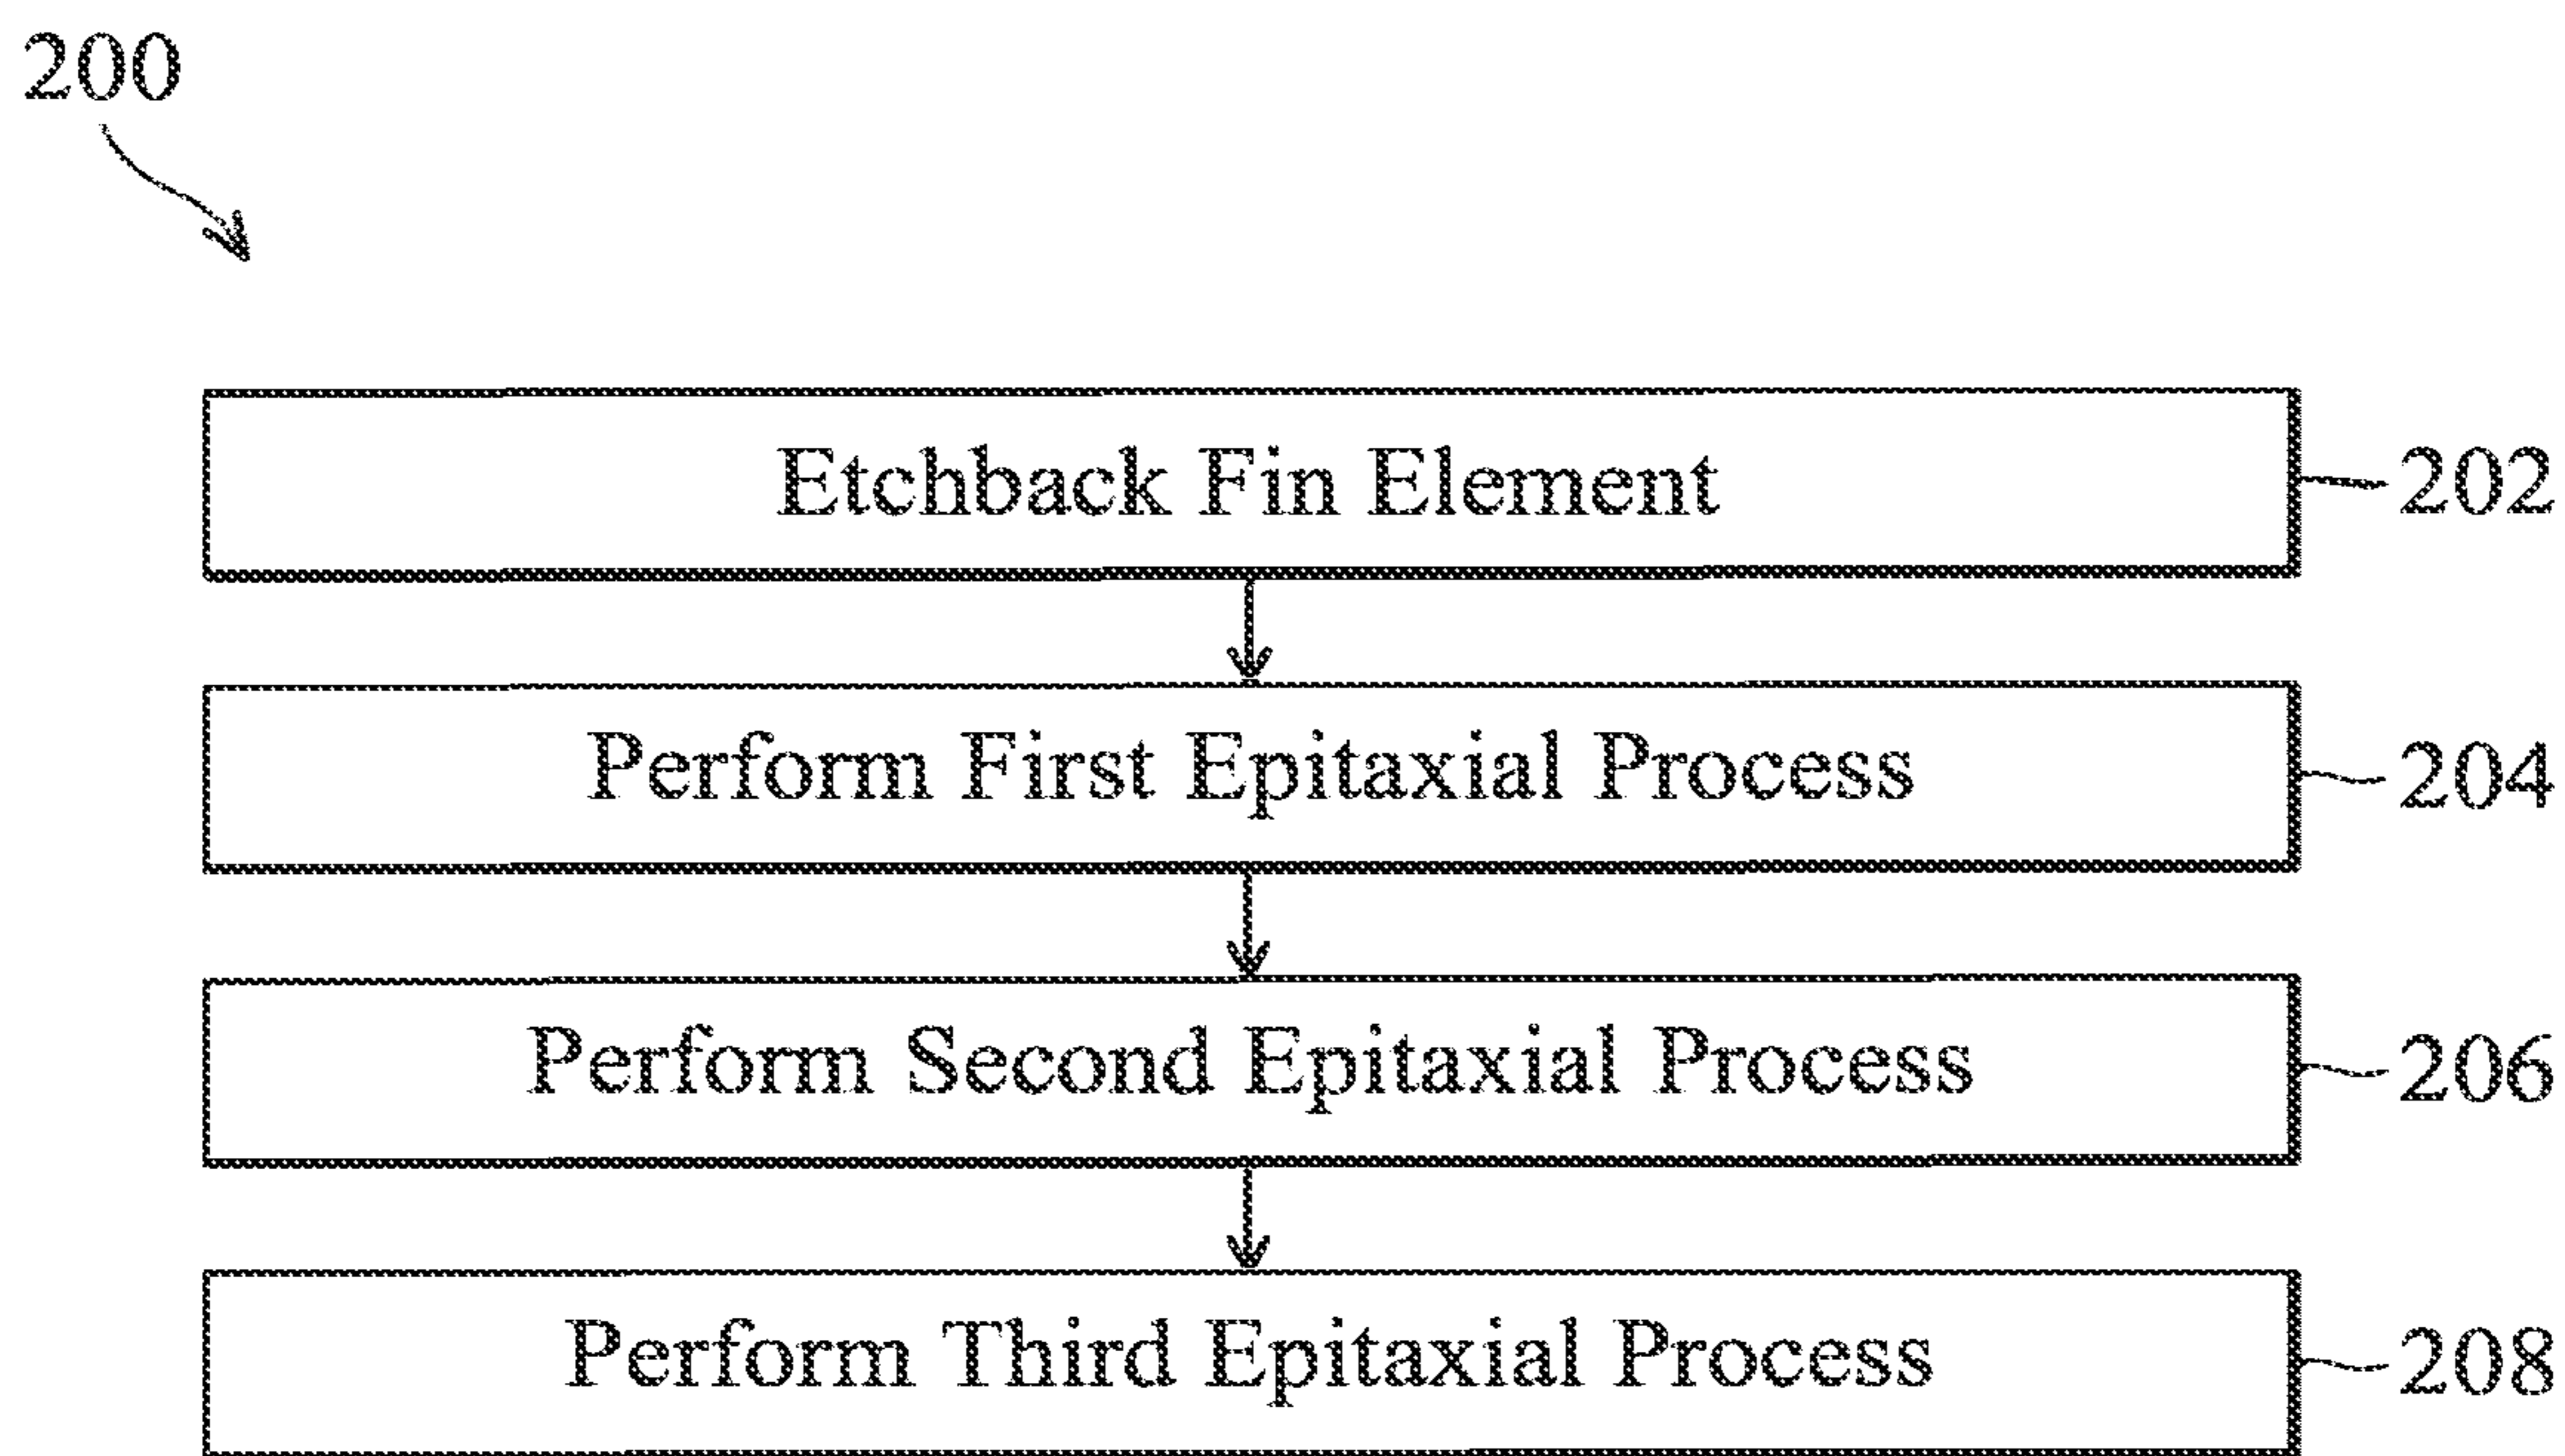 200
Etchback Fin Element
202
Perform First Epitaxial Process
204
Perform Second Epitaxial Process
206
Perform Third Epitaxial Process
208